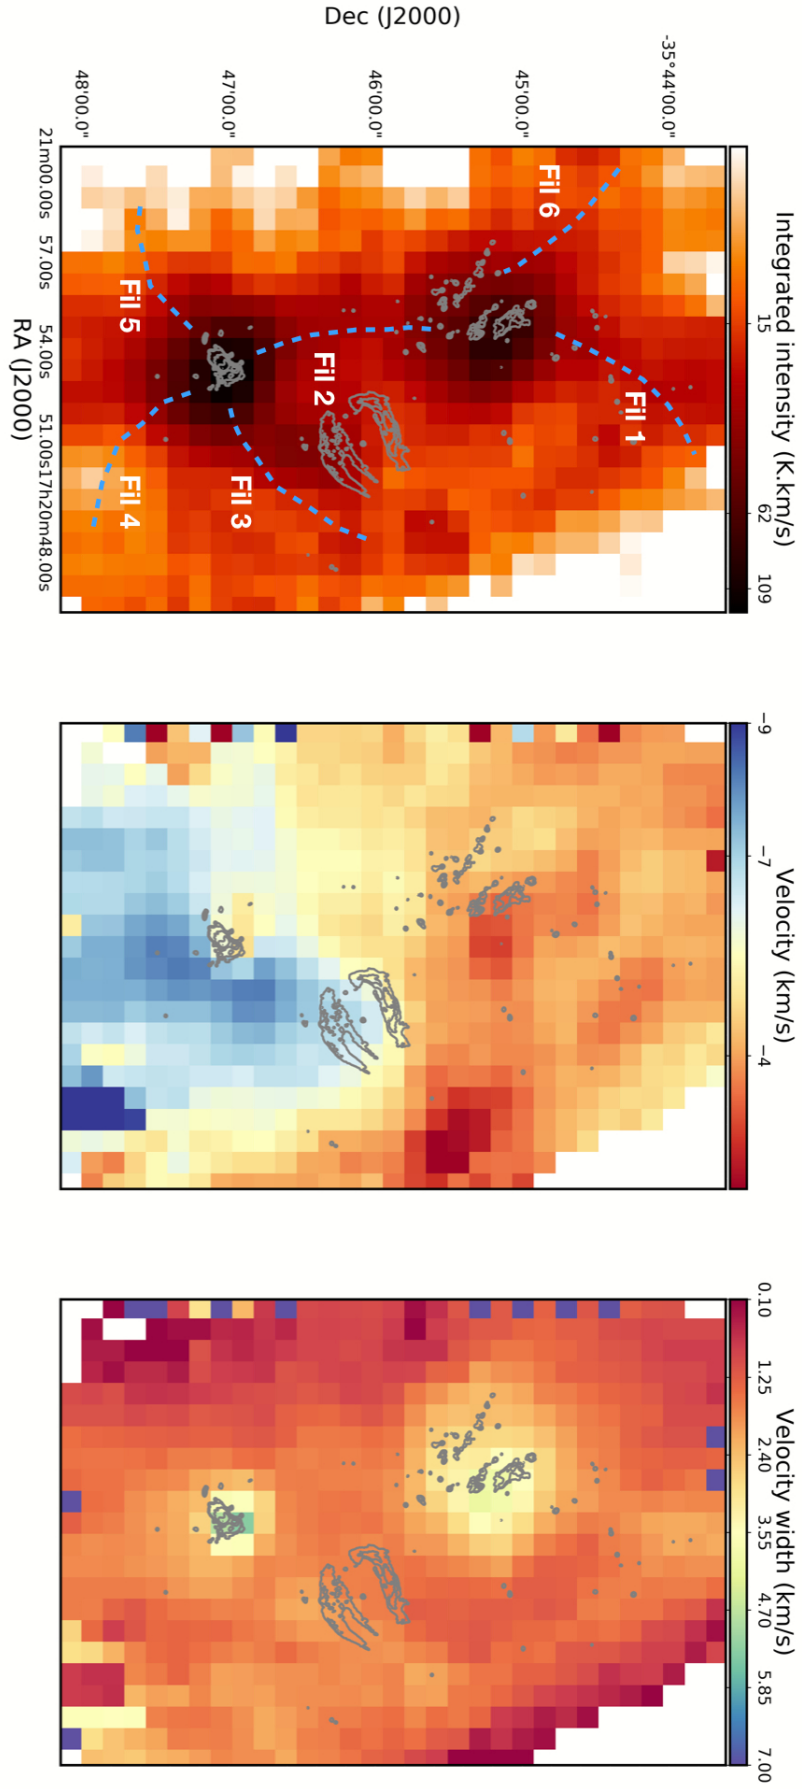 Integrated intensity (K.km/s)
15
62
109
Dec (J2000)
-35°44'00.0"
45'00.0"
46'00.0"
47'00.0"
48'00.0"
21m00.00s
57.00s
54.00s
51.00s
17h20m48.00s
RA (J2000)
Fil 1
Fil 2
Fil 3
Fil 4
Fil 5
Fil 6
Velocity (km/s)
−9
−7
−4
Velocity width (km/s)
0.10
1.25
2.40
3.55
4.70
5.85
7.00